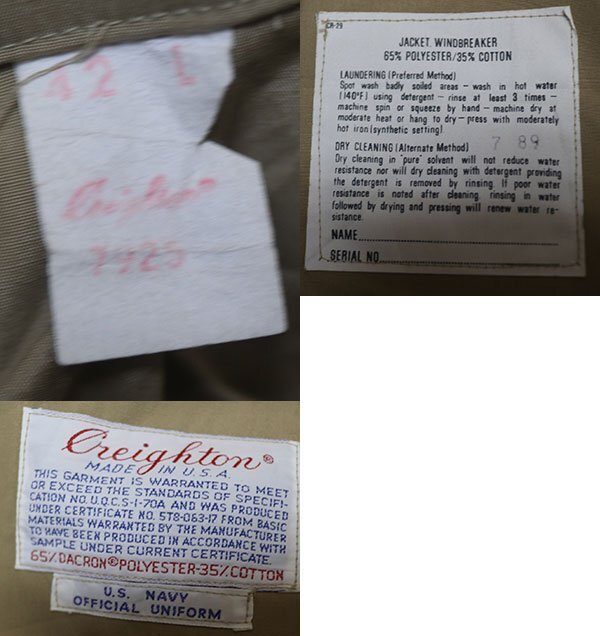 42 L
Creighton®
7925
CR-29
JACKET, WINDBREAKER
65% POLYESTER/35% COTTON
LAUNDERING (Preferred Method)
Spot wash badly soiled areas — wash in hot water
(140°F) using detergent — rinse at least 3 times —
machine spin or squeeze by hand — machine dry at
moderate heat or hang to dry — press with moderately
hot iron (synthetic setting).
DRY CLEANING (Alternate Method)
7 89
Dry cleaning in "pure" solvent will not reduce water
resistance nor will dry cleaning with detergent providing
the detergent is removed by rinsing. If poor water
resistance is noted after cleaning, rinsing in water
followed by drying and pressing will renew water re-
sistance.
NAME
SERIAL NO
Creighton®
MADE IN U.S.A.
THIS GARMENT IS WARRANTED TO MEET
OR EXCEED THE STANDARDS OF SPECIFI-
CATION NO. U.O.C.S-1-70A AND WAS PRODUCED
UNDER CERTIFICATE NO. 5T8-063-17 FROM BASIC
MATERIALS WARRANTED BY THE MANUFACTURER
TO HAVE BEEN PRODUCED IN ACCORDANCE WITH
SAMPLE UNDER CURRENT CERTIFICATE.
65% DACRON® POLYESTER-35% COTTON
U.S. NAVY
OFFICIAL UNIFORM